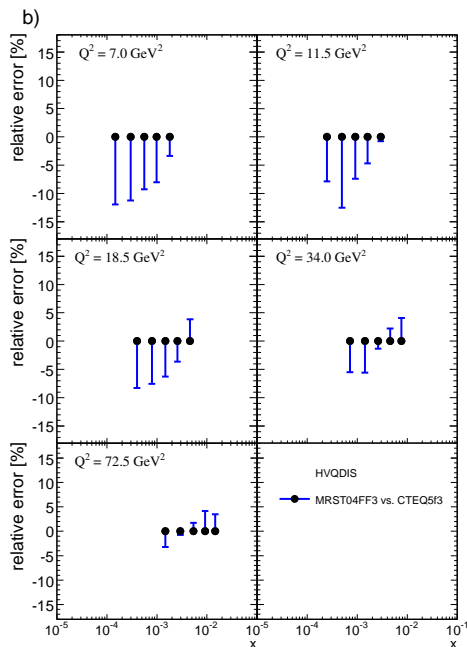 b)
Q² = 7.0 GeV²
Q² = 11.5 GeV²
relative error [%]
15
10
5
0
-5
-10
-15
Q² = 18.5 GeV²
Q² = 34.0 GeV²
relative error [%]
15
10
5
0
-5
-10
-15
Q² = 72.5 GeV²
relative error [%]
15
10
5
0
-5
-10
-15
HVQDIS
MRST04FF3 vs. CTEQ5f3
10⁻⁵ 10⁻⁴ 10⁻³ 10⁻² 10⁻⁵ 10⁻⁴ 10⁻³ 10⁻² 10⁻¹
x x